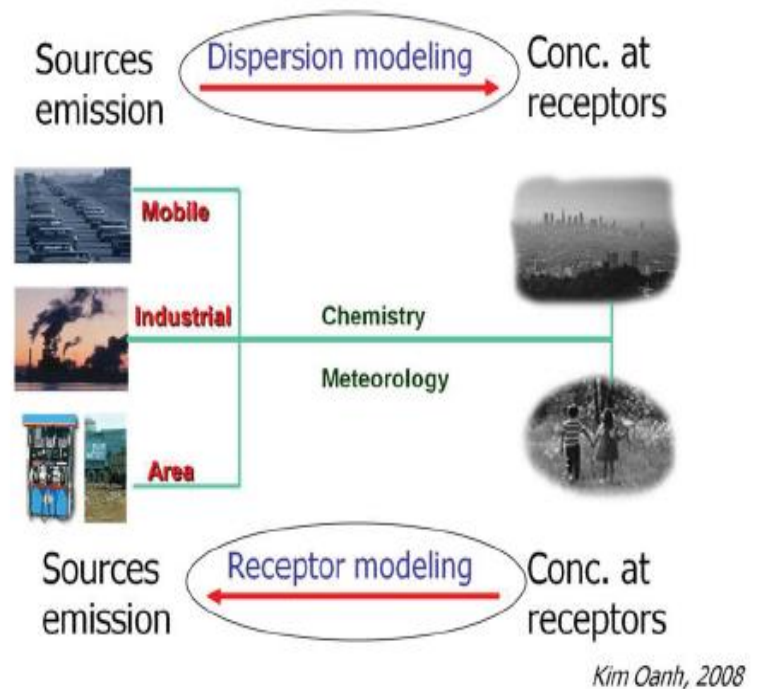 Sources
emission
Dispersion modeling
Conc. at
receptors
Mobile
Industrial
Area
Chemistry
Meteorology
Sources
emission
Receptor modeling
Conc. at
receptors
Kim Oanh, 2008